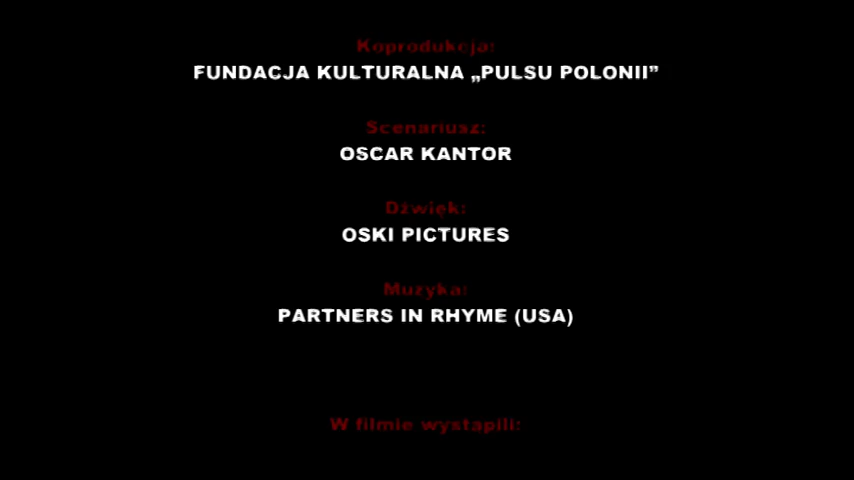 Koprodukcja:
FUNDACJA KULTURALNA „PULSU POLONII”
Scenariusz:
OSCAR KANTOR
Dźwięk:
OSKI PICTURES
Muzyka:
PARTNERS IN RHYME (USA)
W filmie wystąpili: